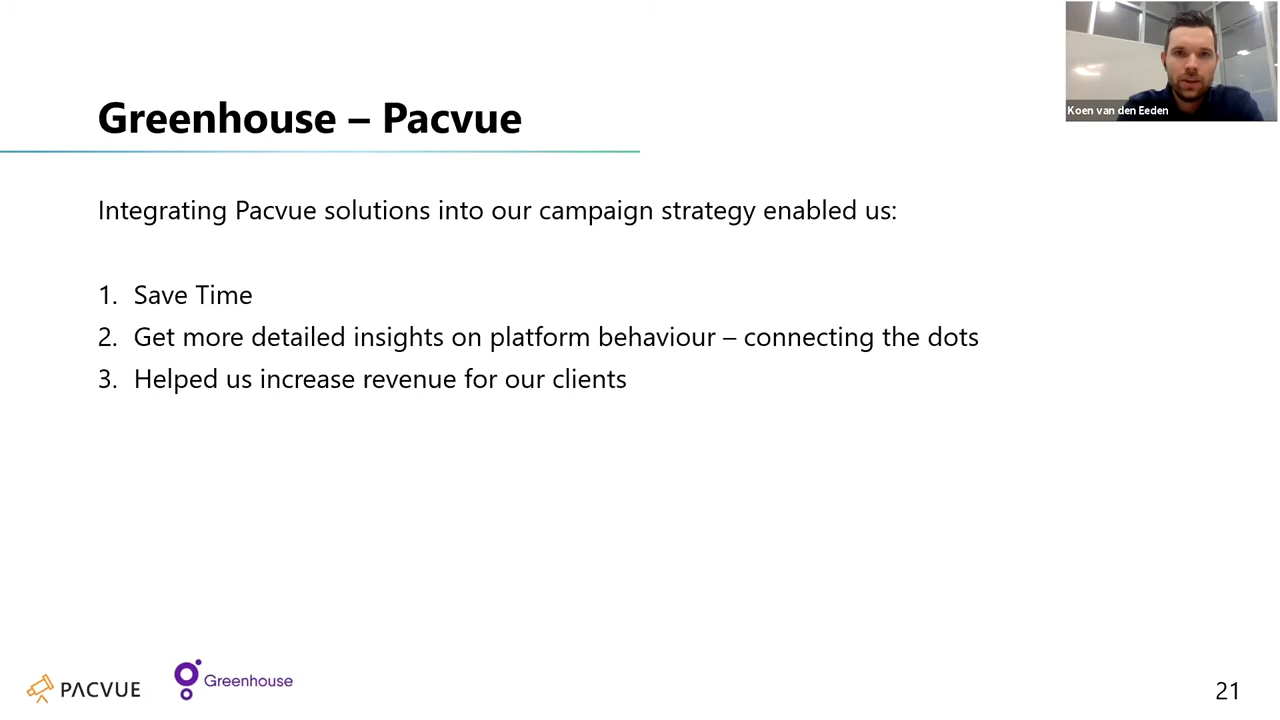 Greenhouse – Pacvue
Koen van den Eeden
Integrating Pacvue solutions into our campaign strategy enabled us:
1. Save Time
2. Get more detailed insights on platform behaviour – connecting the dots
3. Helped us increase revenue for our clients
PACVUE
Greenhouse
21